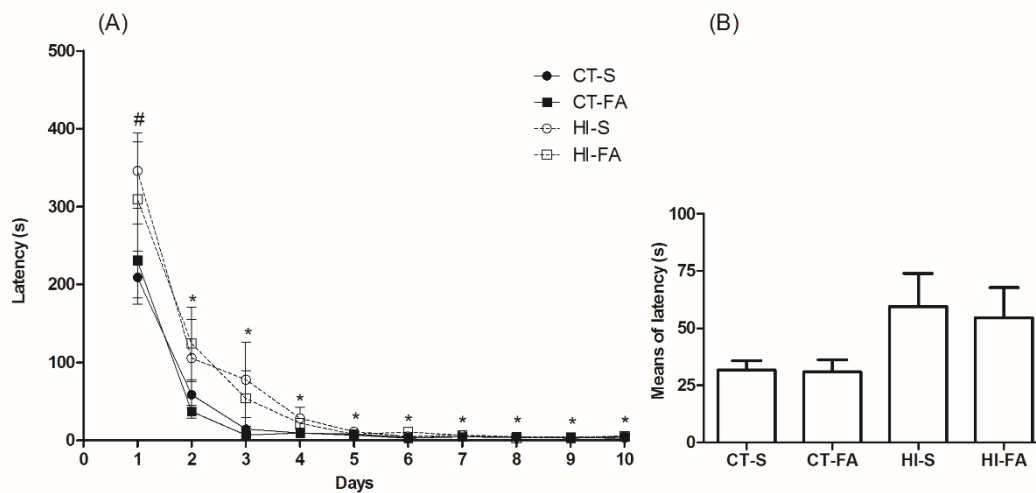 (A)
500
400
300
200
100
0
Latency (s)
#
*
*
*
*
*
*
*
*
*
CT-S
CT-FA
HI-S
HI-FA
0 1 2 3 4 5 6 7 8 9 10
Days
(B)
100
75
50
25
0
Means of latency (s)
CT-S CT-FA HI-S HI-FA